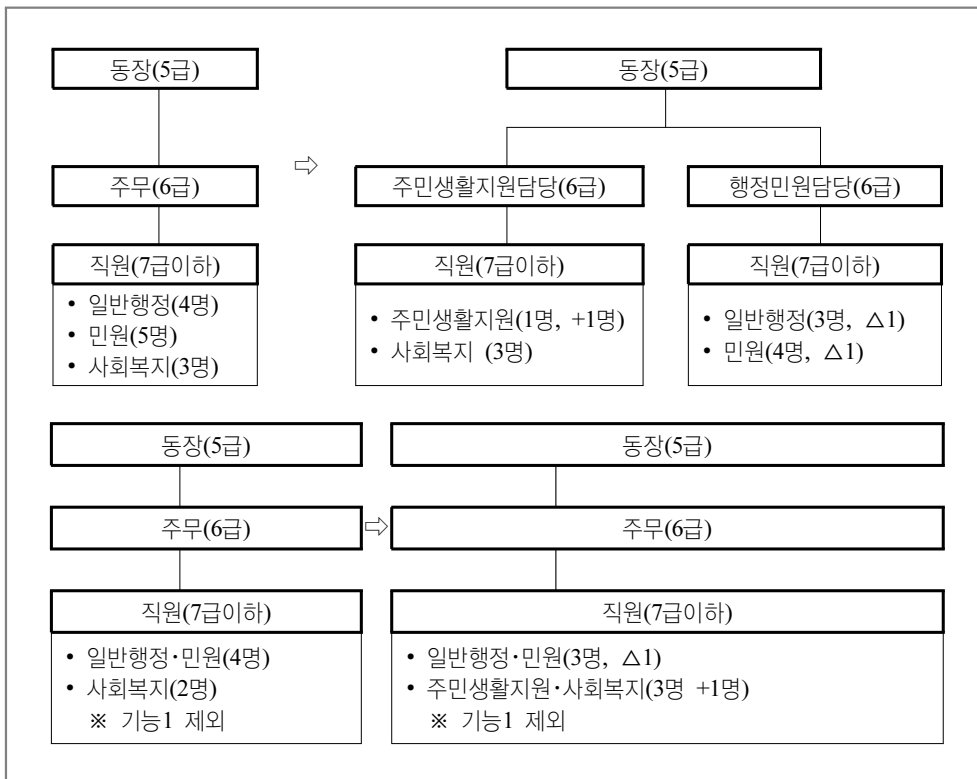 동장(5급)
동장(5급)
⇨
주무(6급)
주민생활지원담당(6급)
행정민원담당(6급)
직원(7급이하)
• 일반행정(4명)
• 민원(5명)
• 사회복지(3명)
직원(7급이하)
• 주민생활지원(1명, +1명)
• 사회복지 (3명)
직원(7급이하)
• 일반행정(3명, △1)
• 민원(4명, △1)
동장(5급)
주무(6급)
직원(7급이하)
• 일반행정·민원(4명)
• 사회복지(2명)
※ 기능1 제외
⇨
동장(5급)
주무(6급)
직원(7급이하)
• 일반행정·민원(3명, △1)
• 주민생활지원·사회복지(3명 +1명)
※ 기능1 제외